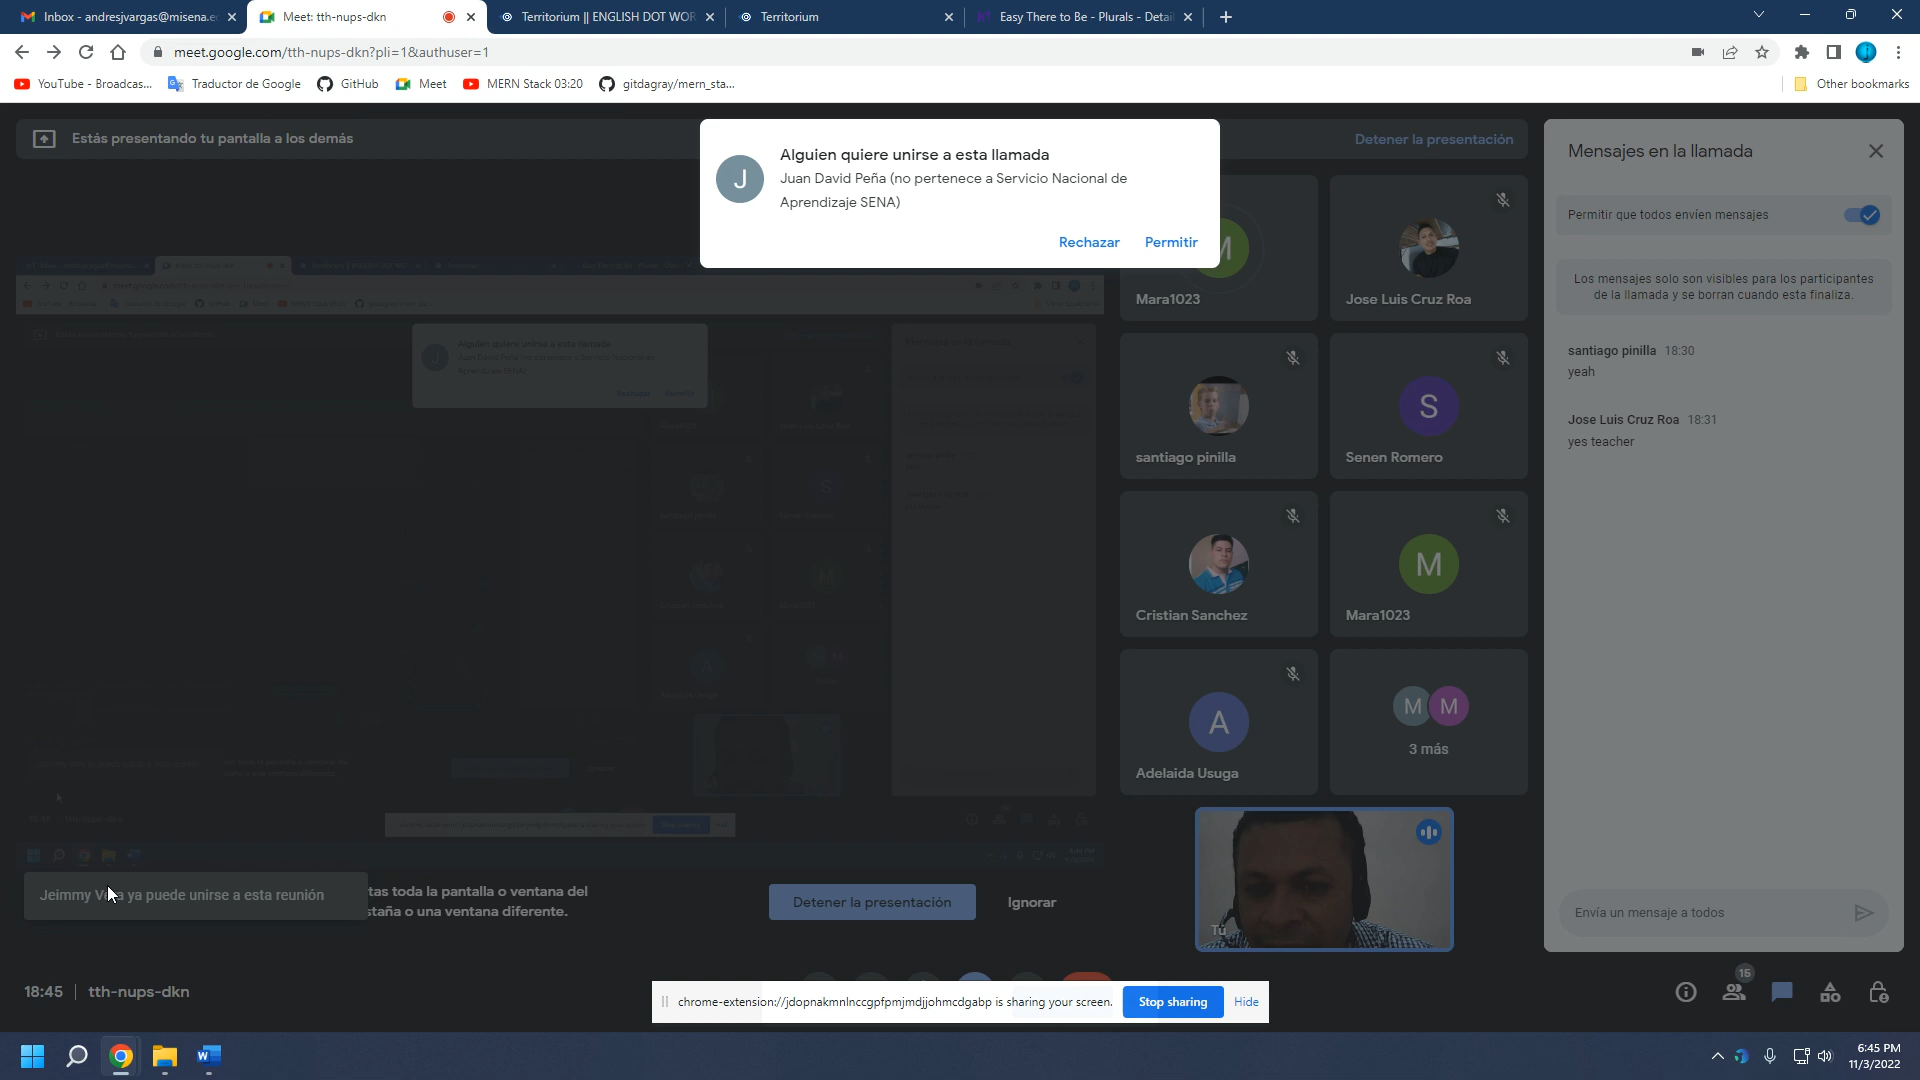 Inbox - andresjvargas@misena.e
Meet: tth-nups-dkn
Territorium || ENGLISH DOT WOR
Territorium
Easy There to Be - Plurals - Detai
meet.google.com/tth-nups-dkn?pli=1&authuser=1
YouTube - Broadcas...
Traductor de Google
GitHub
Meet
MERN Stack 03:20
gitdagray/mern_sta...
Other bookmarks
Estás presentando tu pantalla a los demás
Detener la presentación
J
Alguien quiere unirse a esta llamada
Juan David Peña (no pertenece a Servicio Nacional de
Aprendizaje SENA)
Rechazar
Permitir
Mara1023
Jose Luis Cruz Roa
santiago pinilla
S
Senen Romero
Cristian Sanchez
M
Mara1023
A
Adelaida Usuga
M M
3 más
Tú
Mensajes en la llamada
Permitir que todos envíen mensajes
Los mensajes solo son visibles para los participantes
de la llamada y se borran cuando esta finaliza.
santiago pinilla 18:30
yeah
Jose Luis Cruz Roa 18:31
yes teacher
Envía un mensaje a todos
Jeimmy ya puede unirse a esta reunión
toda la pantalla o ventana del
o una ventana diferente.
Detener la presentación
Ignorar
18:45 | tth-nups-dkn
15
chrome-extension://jdopnakmnlnccgpfpmjmdjjohmcdgabp is sharing your screen.
Stop sharing
Hide
6:45 PM
11/3/2022